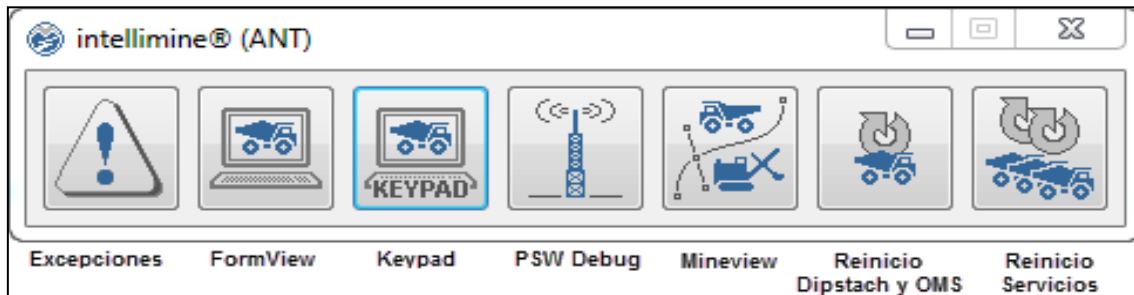 intellimine® (ANT)
KEYPAD
Excepciones FormView Keypad PSW Debug Mineview Reinicio Dipstach y OMS Reinicio Servicios